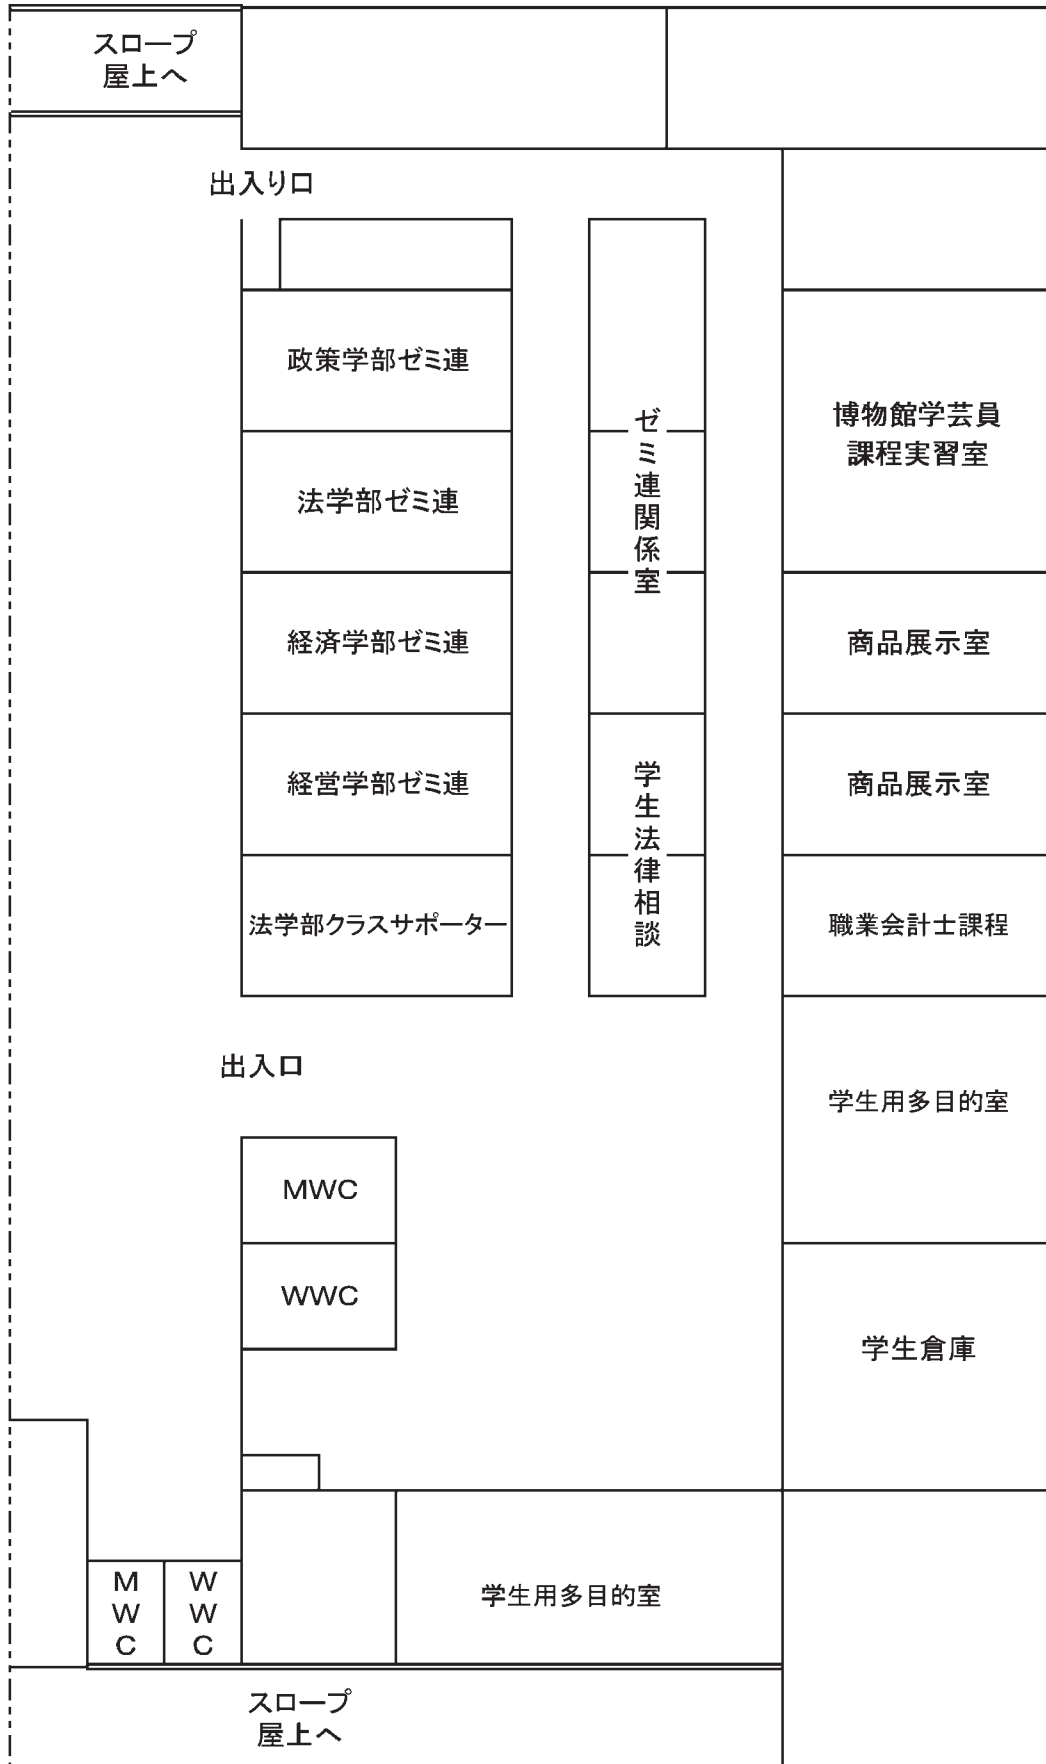 スロープ
屋上へ
出入り口
政策学部ゼミ連
法学部ゼミ連
経済学部ゼミ連
経営学部ゼミ連
法学部クラスサポーター
ゼミ連関係室
学生法律相談
博物館学芸員
課程実習室
商品展示室
商品展示室
職業会計士課程
学生用多目的室
学生倉庫
出入口
MWC
WWC
MWC
WWC
学生用多目的室
スロープ
屋上へ